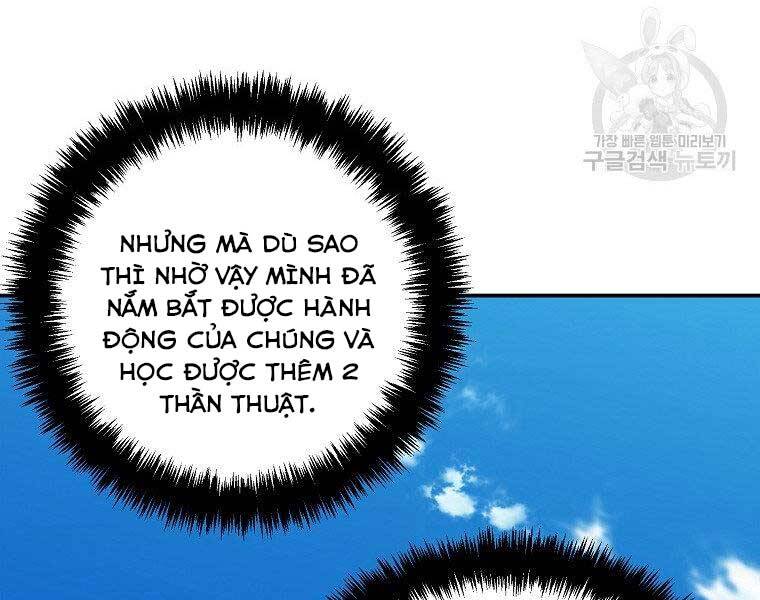 가장 빠른 웹툰 미리보기
구글검색 뉴토끼
NHƯNG MÀ DÙ SAO
THÌ NHỜ VẬY MÌNH ĐÃ
NẮM BẮT ĐƯỢC HÀNH
ĐỘNG CỦA CHÚNG VÀ
HỌC ĐƯỢC THÊM 2
THẦN THUẬT.